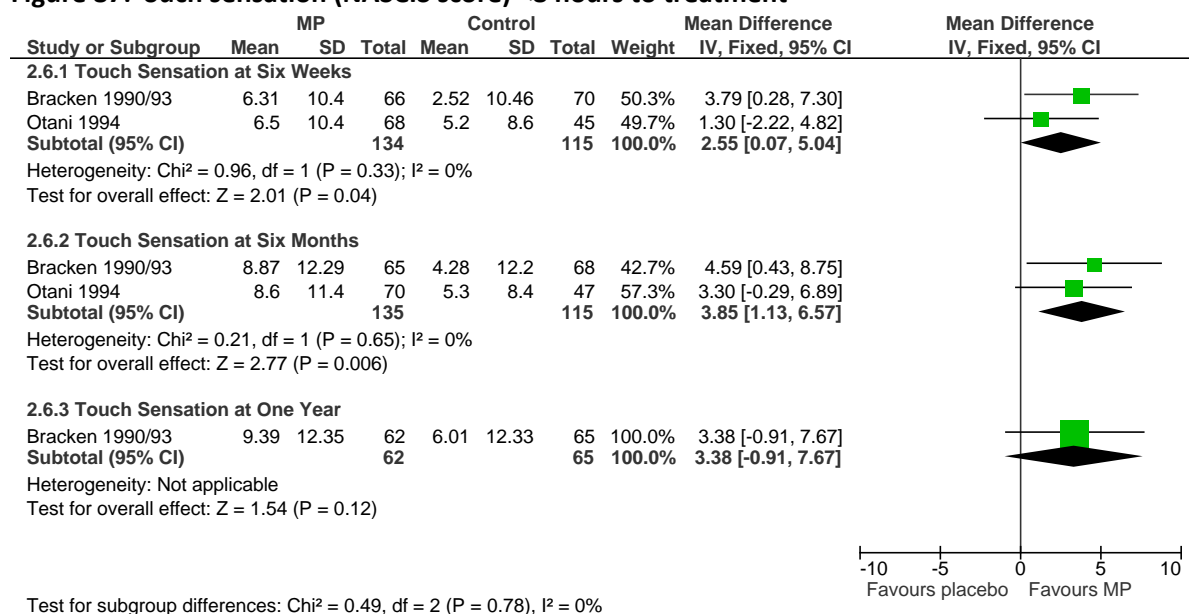 Touch sensation (NASCIS score) hours to treatment
MP Control Mean Difference Mean Difference
Study or Subgroup Mean SD Total Mean SD Total Weight IV, Fixed, 95% CI IV, Fixed, 95% CI
2.6.1 Touch Sensation at Six Weeks
Bracken 1990/93 6.31 10.4 66 2.52 10.46 70 50.3% 3.79 [0.28, 7.30]
Otani 1994 6.5 10.4 68 5.2 8.6 45 49.7% 1.30 [-2.22, 4.82]
Subtotal (95% CI) 134 115 100.0% 2.55 [0.07, 5.04]
Heterogeneity: Chi² = 0.96, df = 1 (P = 0.33); I² = 0%
Test for overall effect: Z = 2.01 (P = 0.04)
2.6.2 Touch Sensation at Six Months
Bracken 1990/93 8.87 12.29 65 4.28 12.2 68 42.7% 4.59 [0.43, 8.75]
Otani 1994 8.6 11.4 70 5.3 8.4 47 57.3% 3.30 [-0.29, 6.89]
Subtotal (95% CI) 135 115 100.0% 3.85 [1.13, 6.57]
Heterogeneity: Chi² = 0.21, df = 1 (P = 0.65); I² = 0%
Test for overall effect: Z = 2.77 (P = 0.006)
2.6.3 Touch Sensation at One Year
Bracken 1990/93 9.39 12.35 62 6.01 12.33 65 100.0% 3.38 [-0.91, 7.67]
Subtotal (95% CI) 62 65 100.0% 3.38 [-0.91, 7.67]
Heterogeneity: Not applicable
Test for overall effect: Z = 1.54 (P = 0.12)
-10 -5 0 5 10
Favours placebo Favours MP
Test for subgroup differences: Chi² = 0.49, df = 2 (P = 0.78), I² = 0%